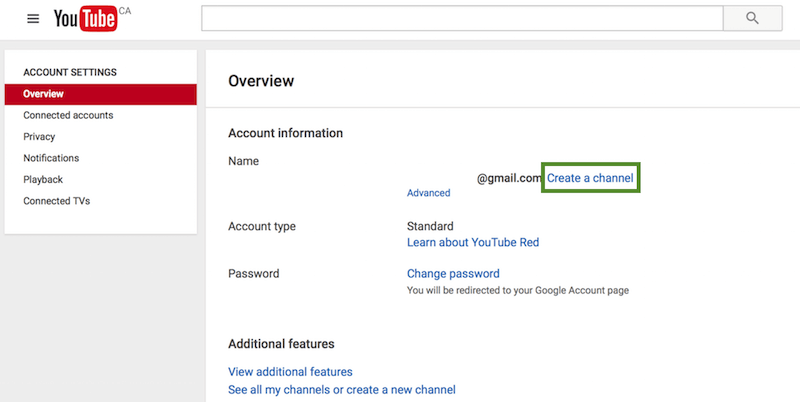 YouTube CA
ACCOUNT SETTINGS
Overview
Connected accounts
Privacy
Notifications
Playback
Connected TVs
Overview
Account information
Name
@gmail.com Create a channel
Advanced
Account type Standard
Learn about YouTube Red
Password Change password
You will be redirected to your Google Account page
Additional features
View additional features
See all my channels or create a new channel